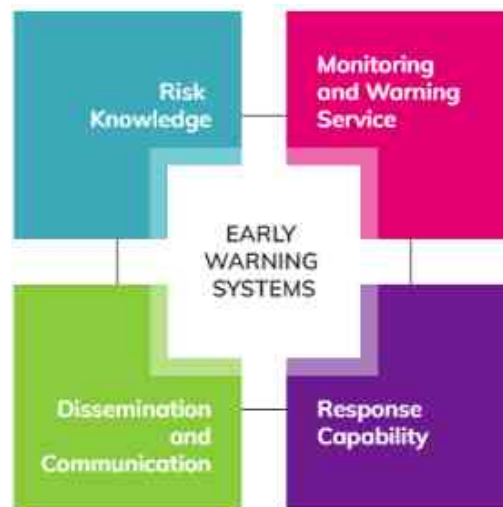 Risk
Knowledge
Monitoring
and Warning
Service
EARLY
WARNING
SYSTEMS
Dissemination
and
Communication
Response
Capability